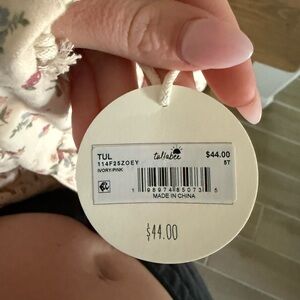 TUL
tullabee
$44.00
114F25ZOEY
5T
IVORY/PINK
1 98974 85073 5
MADE IN CHINA
$44.00